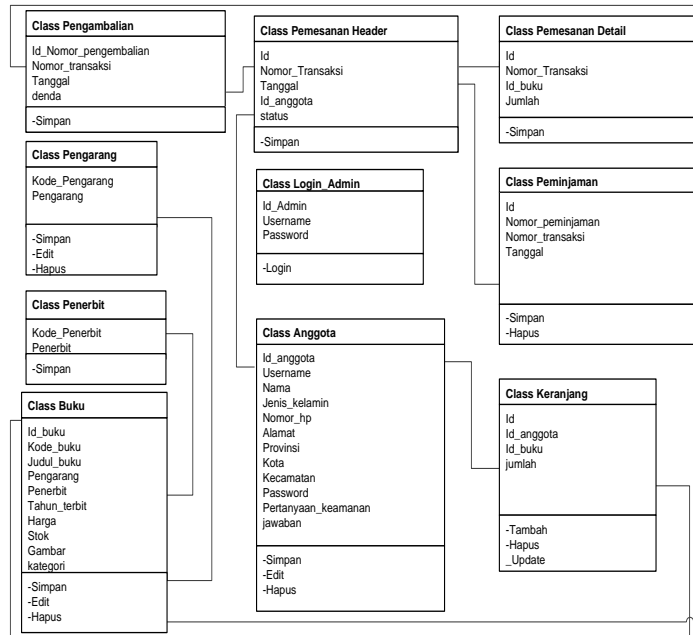 Class Pengambalian
Id_Nomor_pengembalian
Nomor_transaksi
Tanggal
denda
-Simpan
Class Pemesanan Header
Id
Nomor_Transaksi
Tanggal
Id_anggota
status
-Simpan
Class Pemesanan Detail
Id
Nomor_Transaksi
Id_buku
Jumlah
-Simpan
Class Pengarang
Kode_Pengarang
Pengarang
-Simpan
-Edit
-Hapus
Class Login_Admin
Id_Admin
Username
Password
-Login
Class Peminjaman
Id
Nomor_peminjaman
Nomor_transaksi
Tanggal
-Simpan
-Hapus
Class Penerbit
Kode_Penerbit
Penerbit
-Simpan
Class Anggota
Id_anggota
Username
Nama
Jenis_kelamin
Nomor_hp
Alamat
Provinsi
Kota
Kecamatan
Password
Pertanyaan_keamanan
jawaban
-Simpan
-Edit
-Hapus
Class Keranjang
Id
Id_anggota
Id_buku
jumlah
-Tambah
-Hapus
_Update
Class Buku
Id_buku
Kode_buku
Judul_buku
Pengarang
Penerbit
Tahun_terbit
Harga
Stok
Gambar
kategori
-Simpan
-Edit
-Hapus